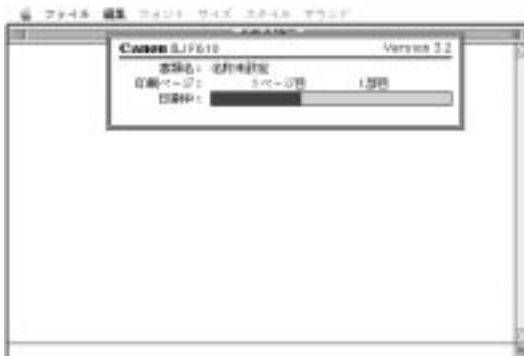 ファイル 編集 フォント サイズ スタイル サウンド
Canon BJ F610 Version 3.2
書類名： 名称未設定
印刷ページ： 1ページ目 1部目
印刷中：